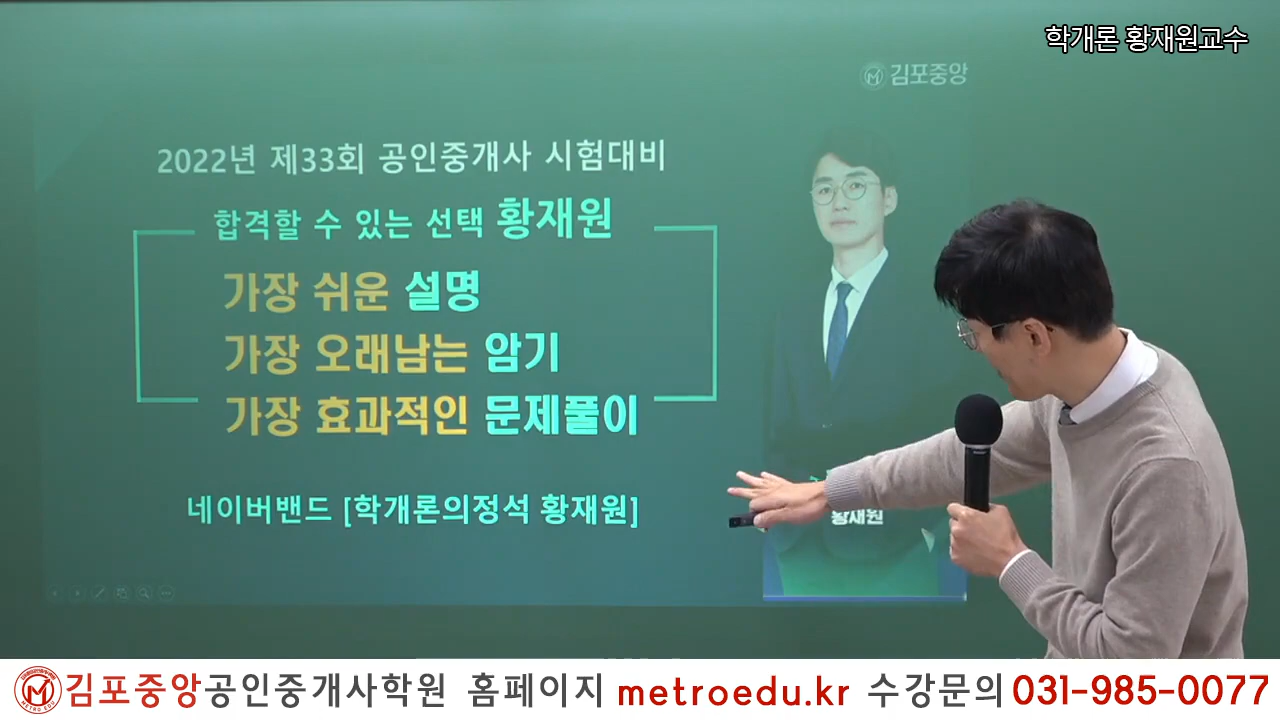 학개론 황재원교수
김포중앙
2022년 제33회 공인중개사 시험대비
합격할 수 있는 선택 황재원
가장 쉬운 설명
가장 오래남는 암기
가장 효과적인 문제풀이
네이버밴드 [학개론의정석 황재원]
황재원
METRO EDU
김포중앙공인중개사학원 홈페이지 metroedu.kr 수강문의 031-985-0077